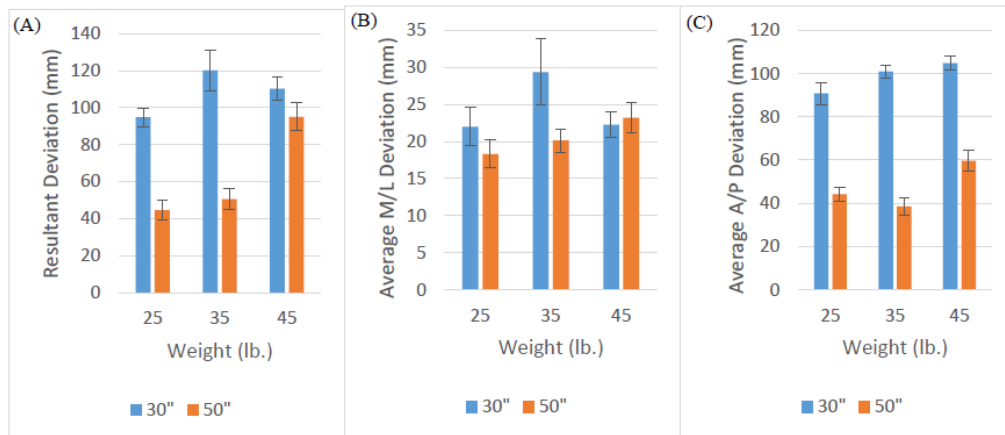 (A)
Resultant Deviation (mm)
140
120
100
80
60
40
20
0
25 35 45
Weight (lb.)
30" 50"
(B)
Average M/L Deviation (mm)
35
30
25
20
15
10
5
0
25 35 45
Weight (lb.)
30" 50"
(C)
Average A/P Deviation (mm)
120
100
80
60
40
20
0
25 35 45
Weight (lb.)
30" 50"